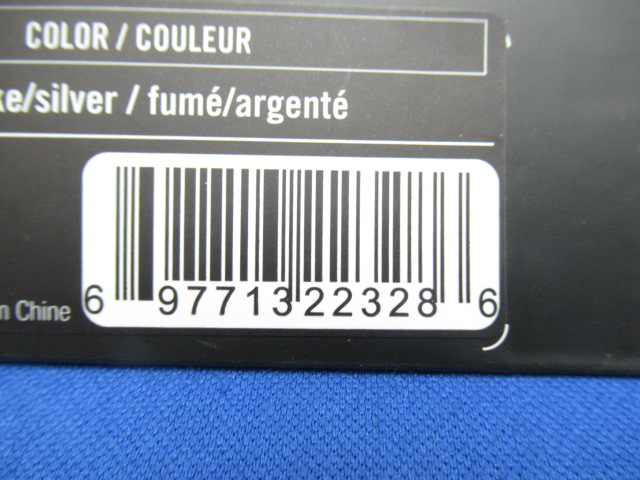 COLOR / COULEUR
ke/silver / fumé/argenté
n Chine
6 97713 22328 6